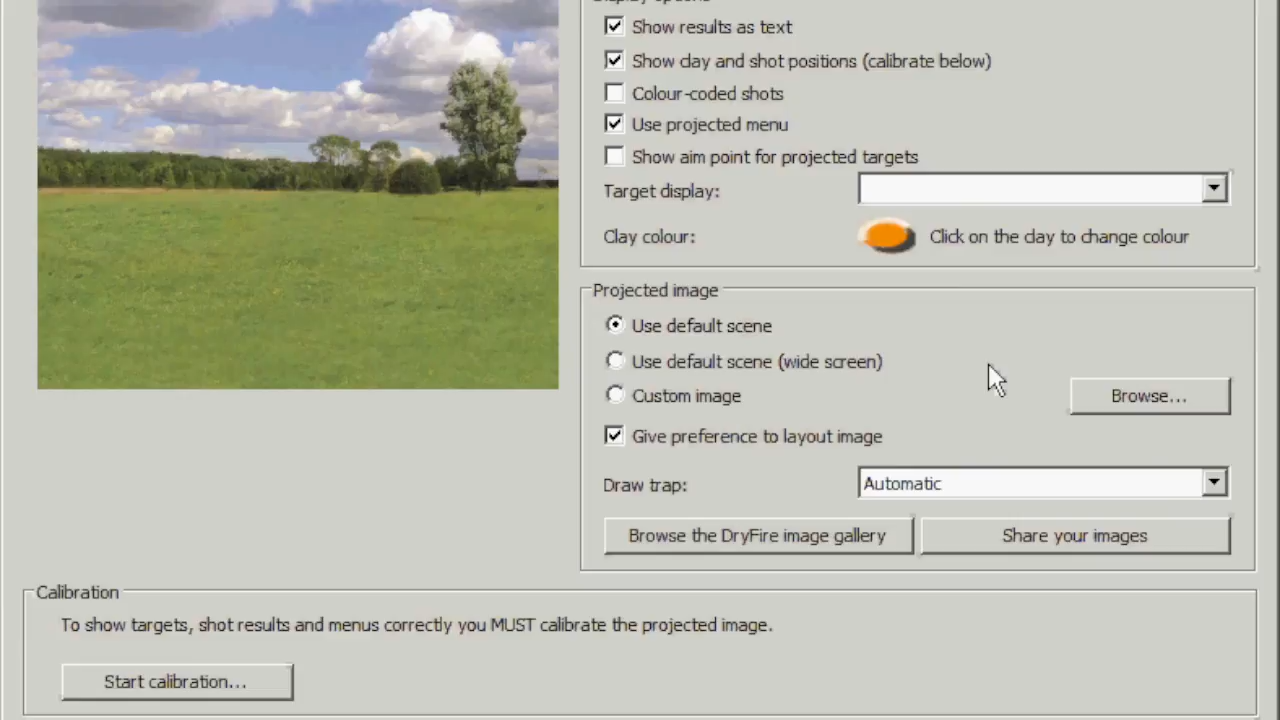 Display options
Show results as text
Show clay and shot positions (calibrate below)
Colour-coded shots
Use projected menu
Show aim point for projected targets
Target display:
Clay colour:
Click on the clay to change colour
Projected image
Use default scene
Use default scene (wide screen)
Custom image
Browse...
Give preference to layout image
Draw trap:
Automatic
Browse the DryFire image gallery
Share your images
Calibration
To show targets, shot results and menus correctly you MUST calibrate the projected image.
Start calibration...